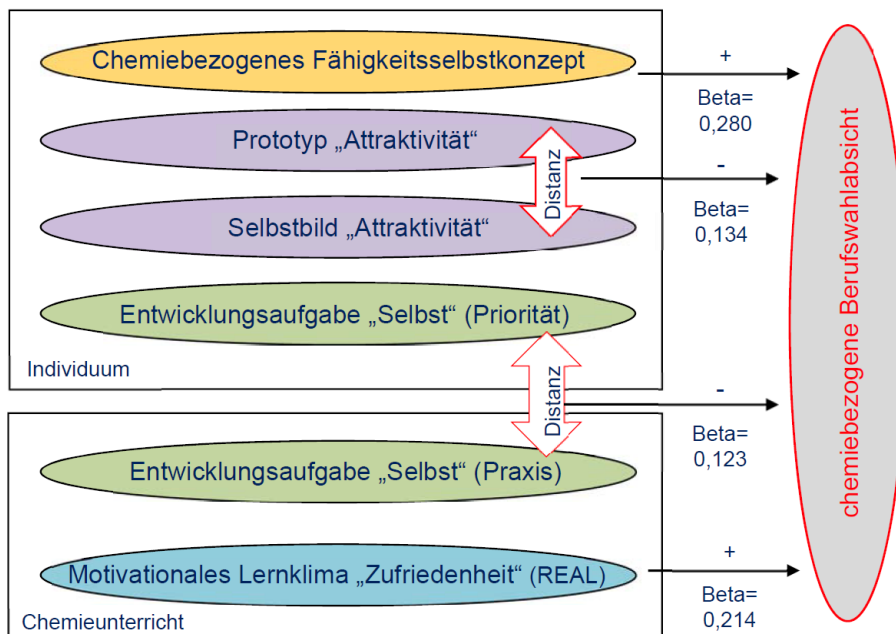 Chemiebezogenes Fähigkeitsselbstkonzept
Prototyp „Attraktivität“
Selbstbild „Attraktivität“
Distanz
Entwicklungsaufgabe „Selbst“ (Priorität)
Individuum
Distanz
Entwicklungsaufgabe „Selbst“ (Praxis)
Motivationales Lernklima „Zufriedenheit“ (REAL)
Chemieunterricht
+
Beta=
0,280
-
Beta=
0,134
-
Beta=
0,123
+
Beta=
0,214
chemiebezogene Berufswahlabsicht